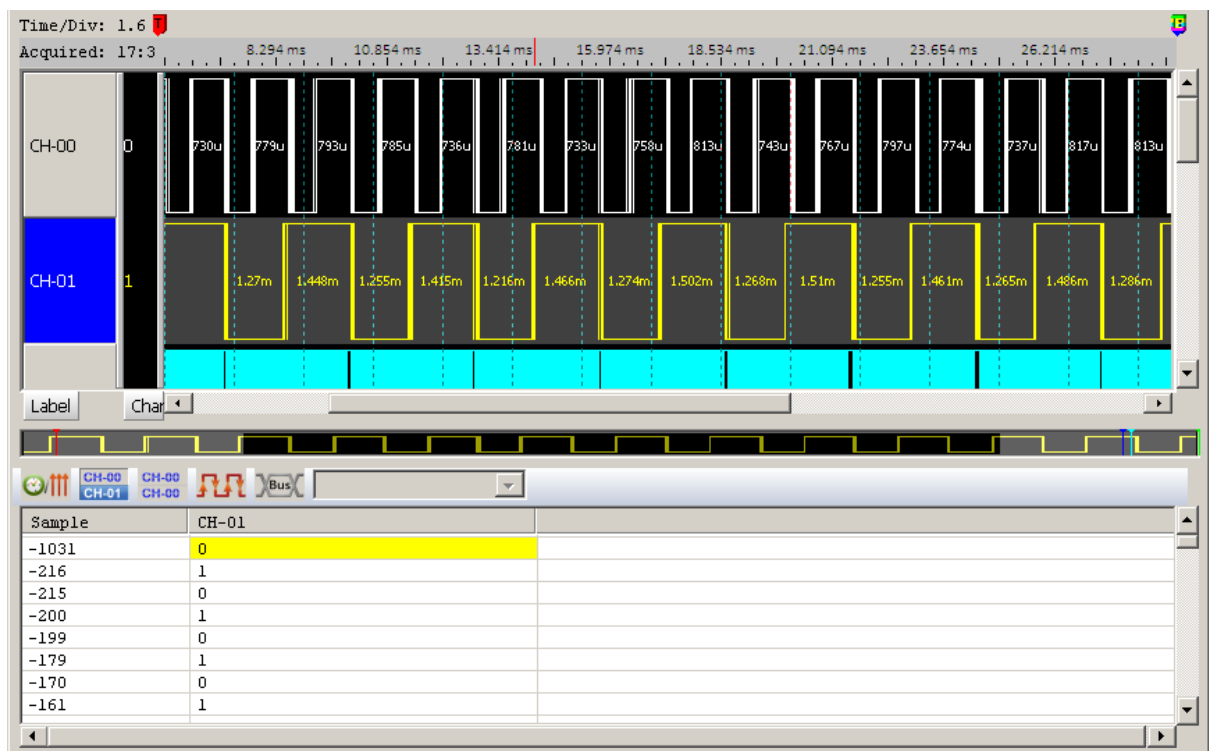 Time/Div: 1.6 T
B
Acquired: 17:3 8.294 ms 10.854 ms 13.414 ms 15.974 ms 18.534 ms 21.094 ms 23.654 ms 26.214 ms
CH-00 0 730u 779u 793u 785u 736u 781u 733u 758u 813u 743u 767u 797u 774u 737u 817u 813u
CH-01 1 1.27m 1.448m 1.255m 1.415m 1.216m 1.466m 1.274m 1.502m 1.268m 1.51m 1.255m 1.461m 1.265m 1.486m 1.286m
Label Char
CH-00 CH-00
CH-01 CH-00 Bus
Sample CH-01
-1031 0
-216 1
-215 0
-200 1
-199 0
-179 1
-170 0
-161 1